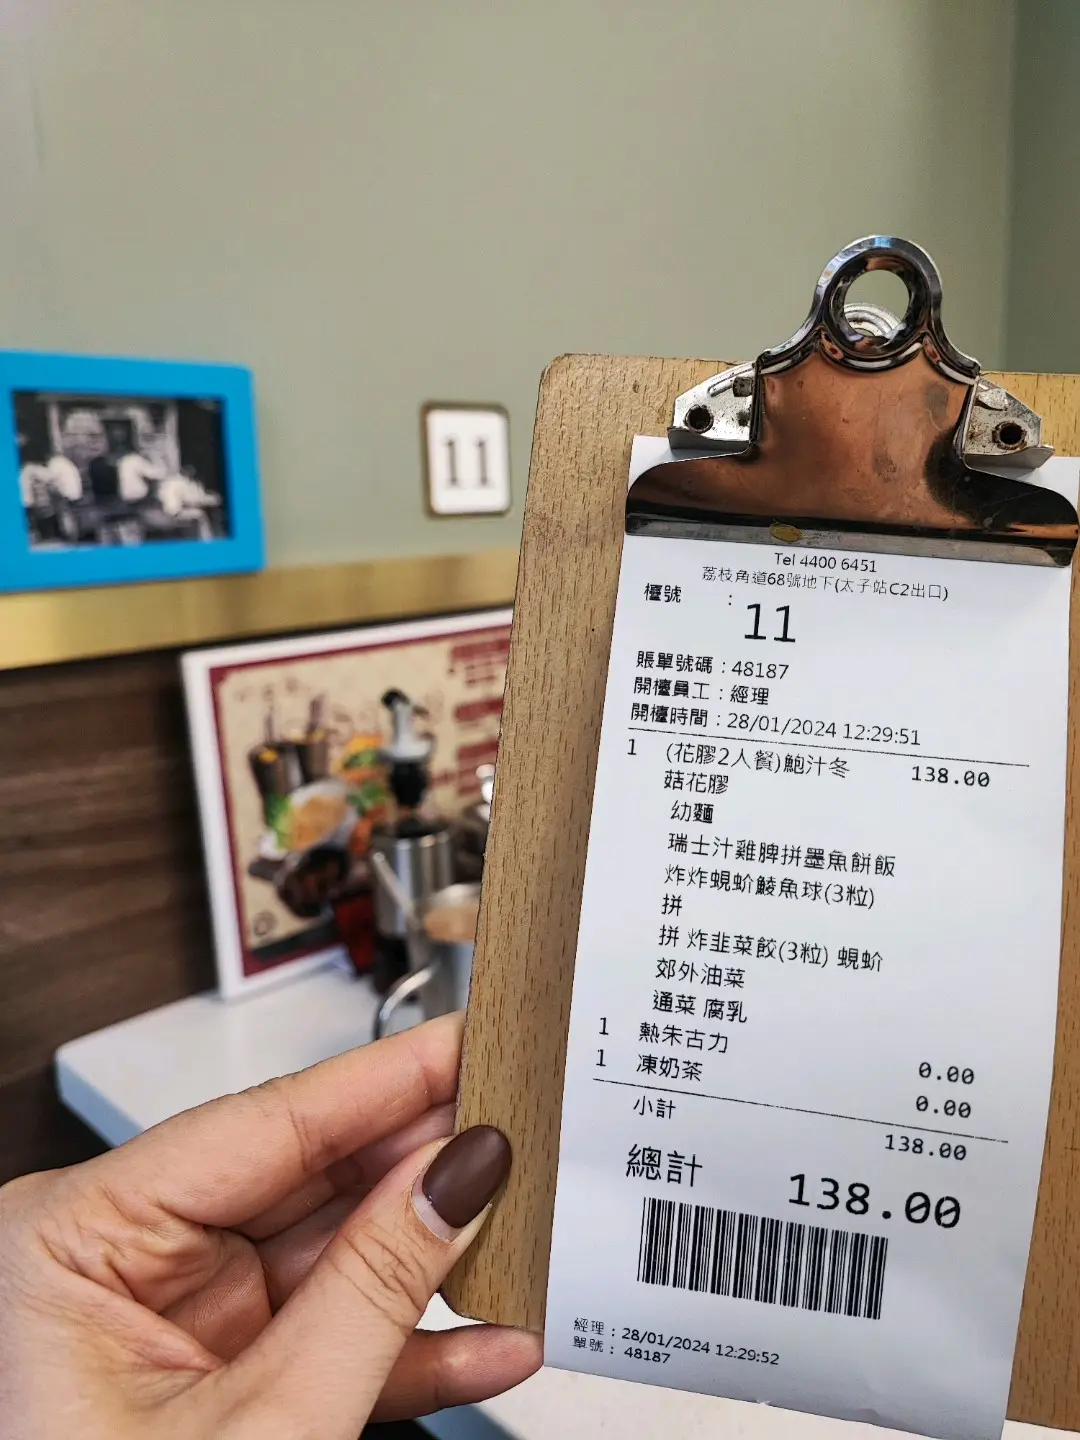 11
Tel 4400 6451
荔枝角道68號地下(太子站C2出口)
檯號 : 11
賬單號碼 : 48187
開檯員工 : 經理
開檯時間 : 28/01/2024 12:29:51
1 (花膠2人餐)鮑汁冬 138.00
菇花膠
幼麵
瑞士汁雞脾拼墨魚餅飯
炸炸蜆蚧鯪魚球(3粒)
拼
拼 炸韭菜餃(3粒) 蜆蚧
郊外油菜
通菜 腐乳
1 熱朱古力 0.00
1 凍奶茶 0.00
小計 138.00
總計 138.00
經理 : 28/01/2024 12:29:52
單號 : 48187